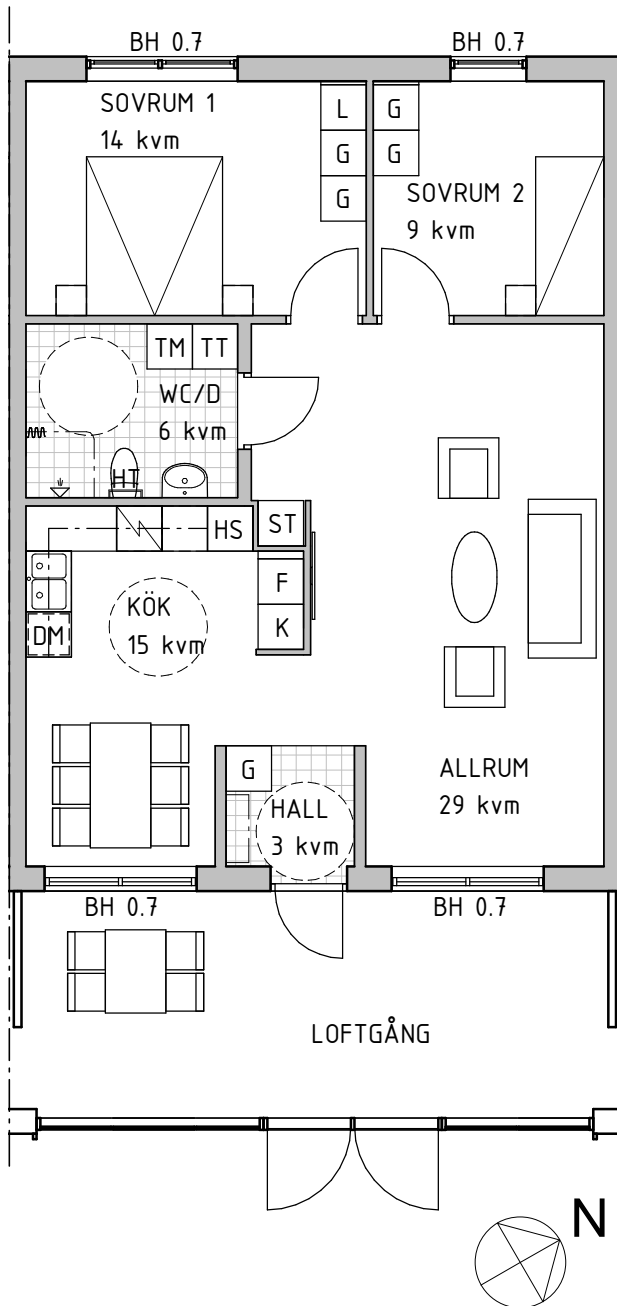 BH 0.7
BH 0.7
SOVRUM 1
14 kvm
L
G
G
G
G
SOVRUM 2
9 kvm
TM
TT
WC/D
6 kvm
HT
HS
ST
F
K
KÖK
15 kvm
DM
G
HALL
3 kvm
ALLRUM
29 kvm
BH 0.7
BH 0.7
LOFTGÅNG
N